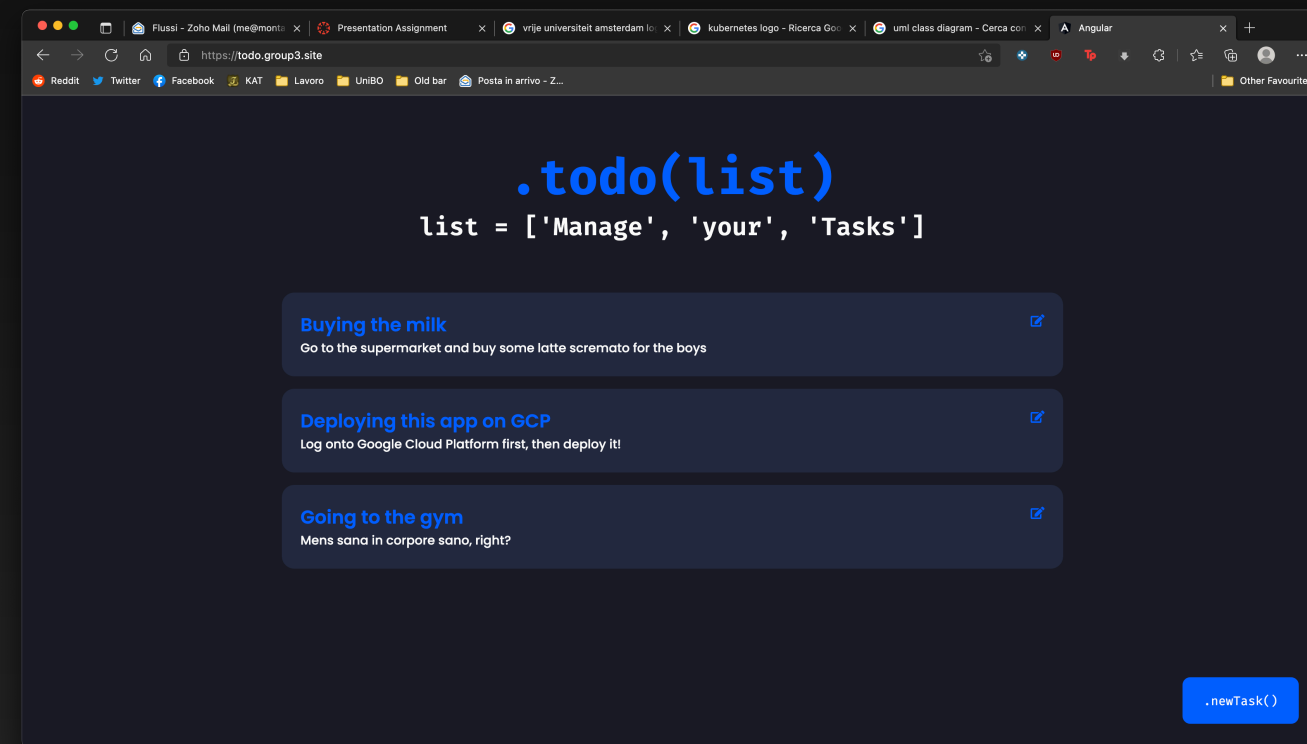 Flussi - Zoho Mail (me@monta
Presentation Assignment
vrije universiteit amsterdam lo
kubernetes logo - Ricerca Goo
uml class diagram - Cerca con
Angular
https://todo.group3.site
Reddit
Twitter
Facebook
KAT
Lavoro
UniBO
Old bar
Posta in arrivo - Z...
Other Favourite
.todo(list)
list = ['Manage', 'your', 'Tasks']
Buying the milk
Go to the supermarket and buy some latte scremato for the boys
Deploying this app on GCP
Log onto Google Cloud Platform first, then deploy it!
Going to the gym
Mens sana in corpore sano, right?
.newTask()